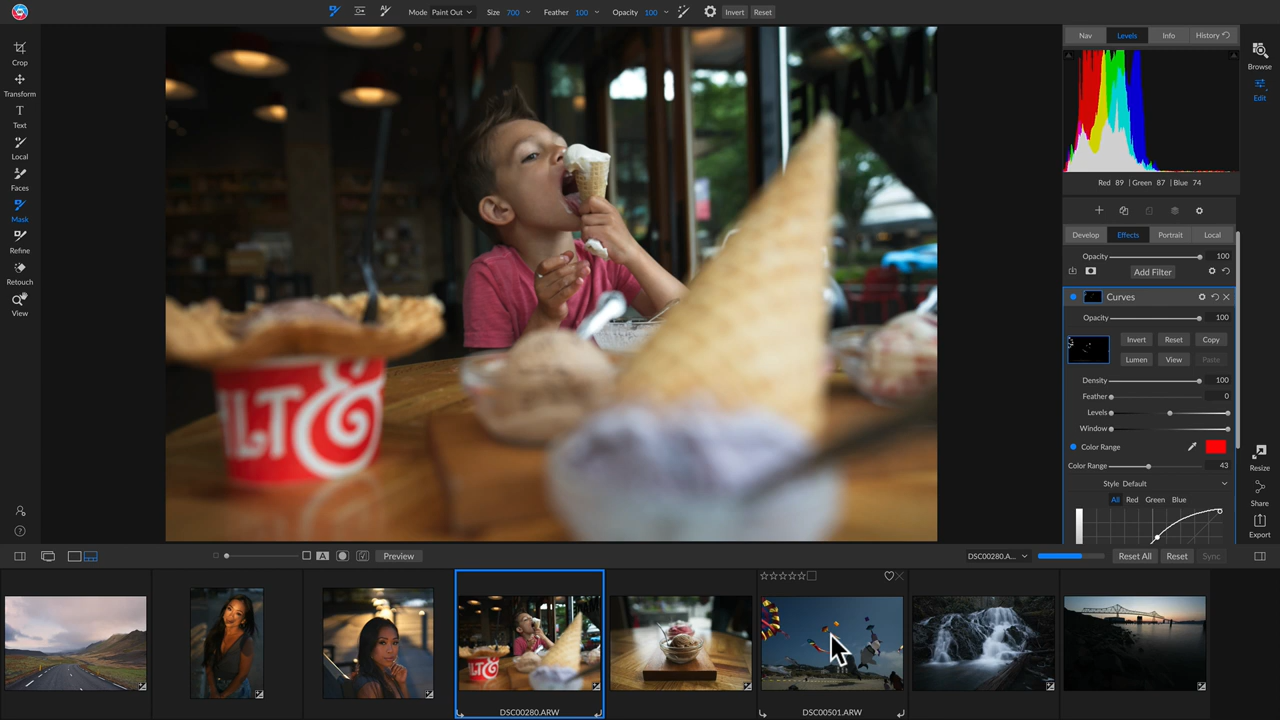 Mode Paint Out Size 700 Feather 100 Opacity 100 Invert Reset
Crop
Transform
Text
Local
Faces
Mask
Refine
Retouch
View
Nav Levels Info History
Browse
Edit
Red 89 | Green 87 | Blue 74
Develop Effects Portrait Local
Opacity 100
Add Filter
Curves
Opacity 100
Invert Reset Copy
Lumen View Paste
Density 100
Feather 0
Levels
Window
Color Range
Color Range 43
Style Default
All Red Green Blue
Resize
Share
Export
LT&
A Preview DSC00280.A... Reset All Reset Sync
DSC00280.ARW DSC00501.ARW